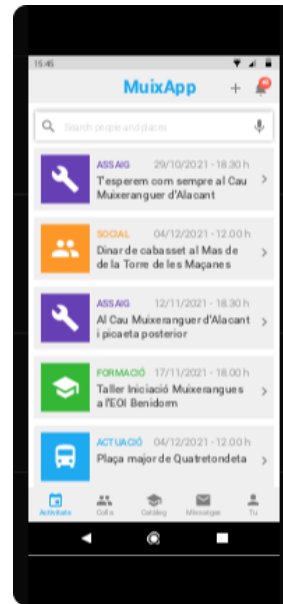 15:45
MuixApp
Search people and places
ASSAIG 29/10/2021 - 18.30 h
T'esperem com sempre al Cau
Muixeranguer d'Alacant
SOCIAL 04/12/2021 - 12.00 h
Dinar de cabasset al Mas de
de la Torre de les Maçanes
ASSAIG 12/11/2021 - 18.30 h
Al Cau Muixeranguer d'Alacant
i picaeta posterior
FORMACIÓ 17/11/2021 - 18.00 h
Taller Iniciació Muixerangues
a l'EOI Benidorm
ACTUACIÓ 04/12/2021 - 12.00 h
Plaça major de Quatretondeta
Activitats Colla Catàleg Missatges Tu